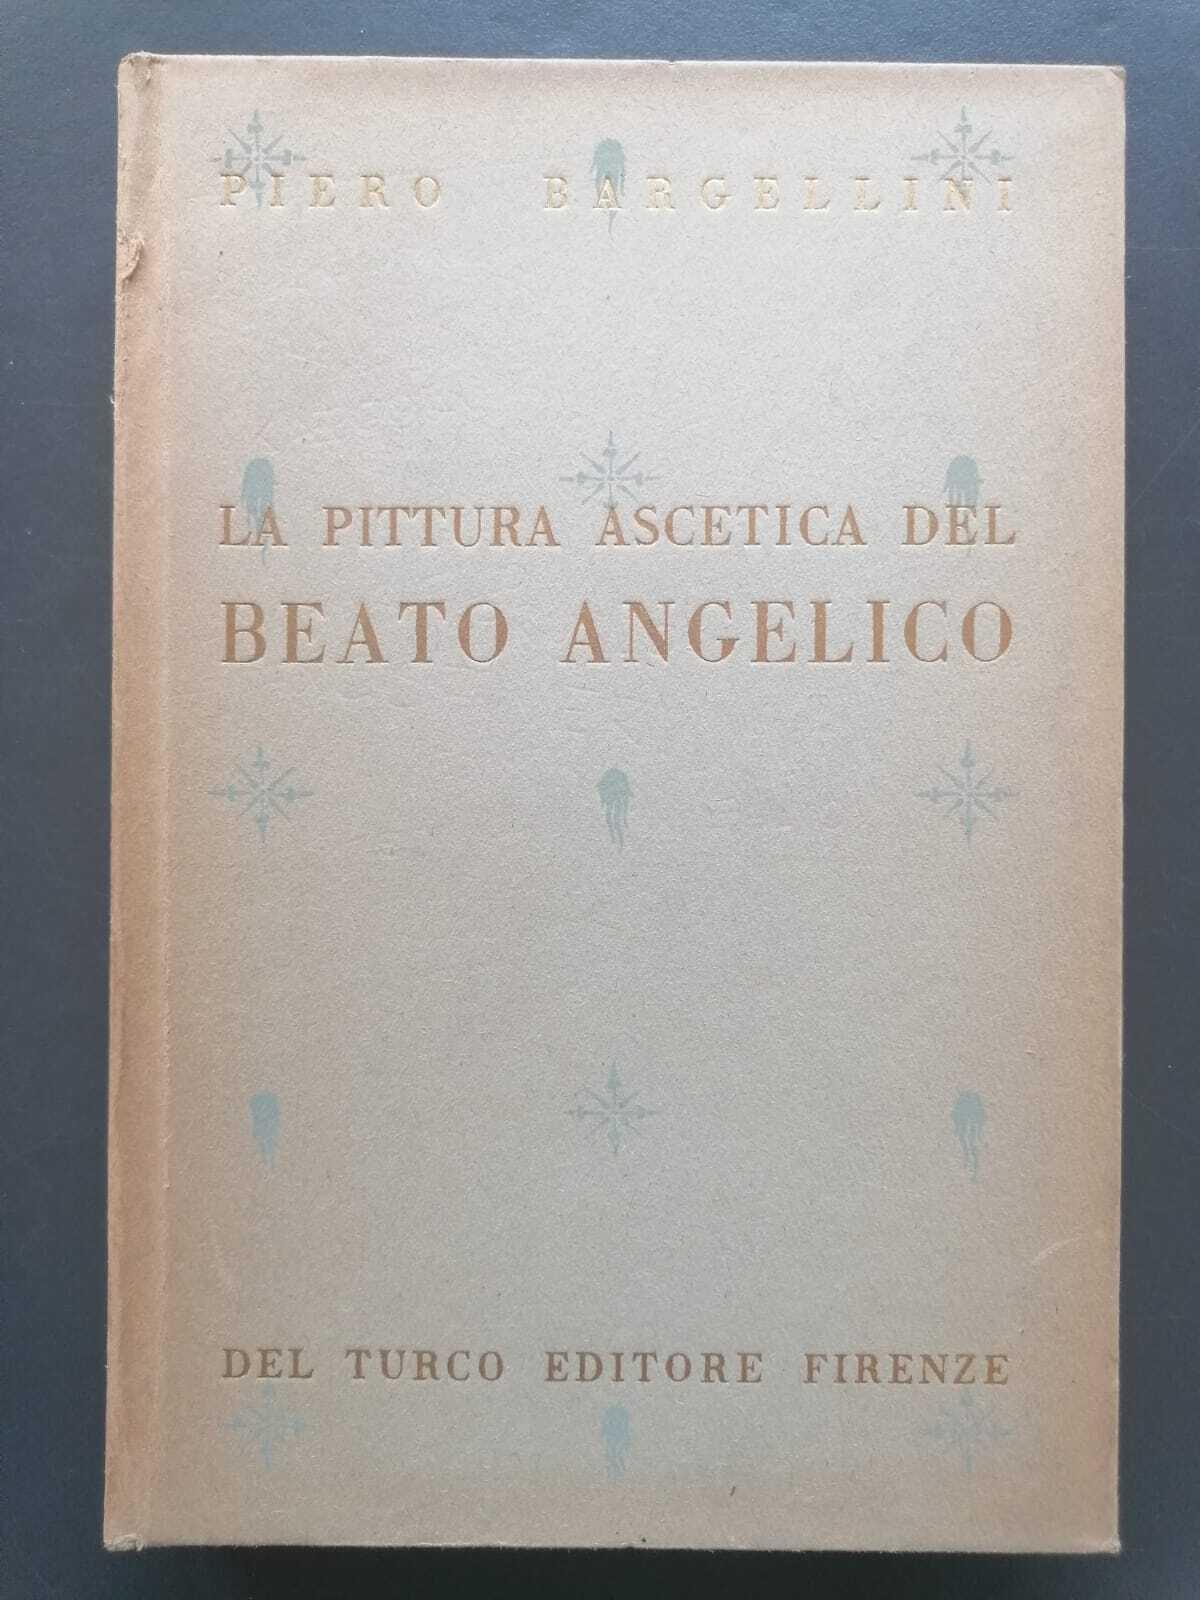 PIERO BARGELLINI
LA PITTURA ASCETICA DEL
BEATO ANGELICO
DEL TURCO EDITORE FIRENZE